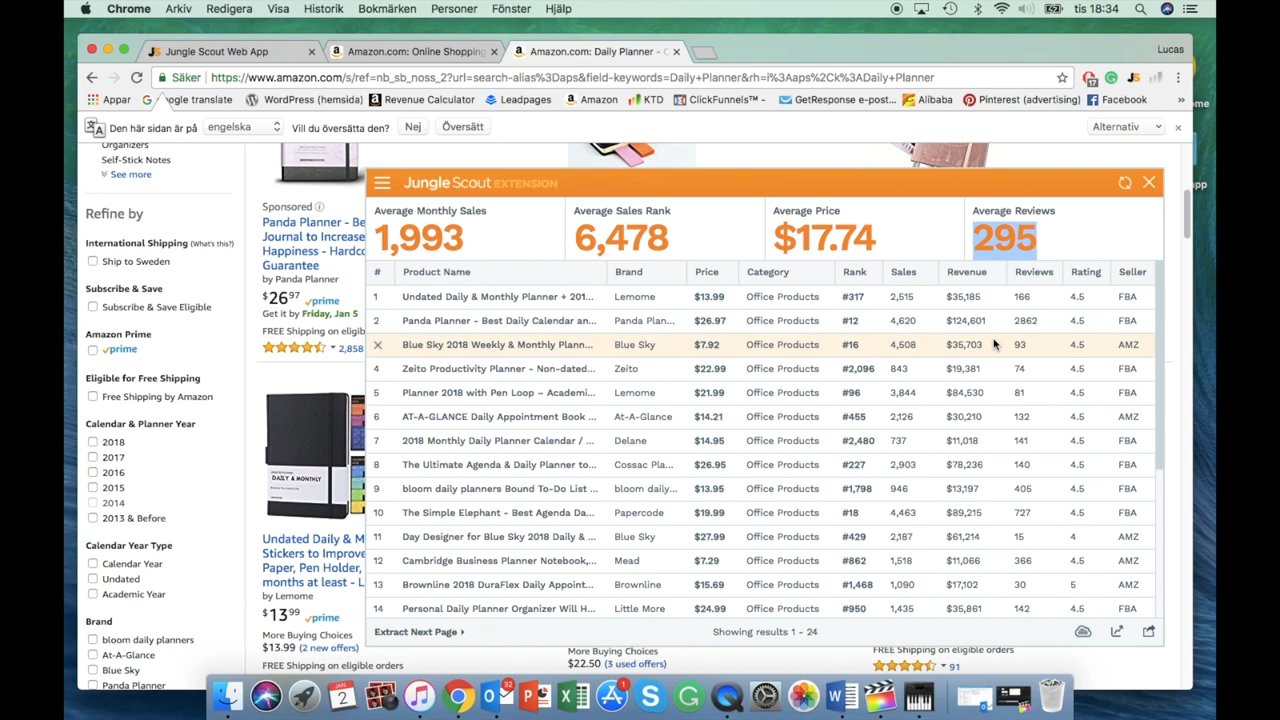 Chrome Arkiv Redigera Visa Historik Bokmärken Personer Fönster Hjälp tis 18:34
Jungle Scout Web App Amazon.com: Online Shopping Amazon.com: Daily Planner - Lucas
Säker https://www.amazon.com/s/ref=nb_sb_noss_2?url=search-alias%3Daps&field-keywords=Daily+Planner&rh=i%3Aaps%2Ck%3ADaily+Planner
Appar ogle translate WordPress (hemsida) Revenue Calculator Leadpages Amazon KTD ClickFunnels™ - GetResponse e-post... Alibaba Pinterest (advertising) Facebook »
Den här sidan är på engelska Vill du översätta den? Nej Översätt Alternativ
Organizers
Self-Stick Notes
See more
Refine by
International Shipping (What's this?)
Ship to Sweden
Subscribe & Save
Subscribe & Save Eligible
Amazon Prime
prime
Eligible for Free Shipping
Free Shipping by Amazon
Calendar & Planner Year
2018
2017
2016
2015
2014
2013 & Before
Calendar Year Type
Calendar Year
Undated
Academic Year
Brand
bloom daily planners
At-A-Glance
Blue Sky
Panda Planner
Sponsored
Panda Planner - Be
Journal to Increase
Happiness - Hardco
Guarantee
by Panda Planner
$26 97 prime
Get it by Friday, Jan 5
FREE Shipping on eligib
2,858
DAILY & MONTHLY
Undated Daily & M
Stickers to Improve
Paper, Pen Holder,
months at least - L
by Lemome
$13 99 prime
More Buying Choices
$13.99 (2 new offers)
FREE Shipping on eligible orders
Jungle Scout EXTENSION
Average Monthly Sales Average Sales Rank Average Price Average Reviews
1,993 6,478 $17.74 295
# Product Name Brand Price Category Rank Sales Revenue Reviews Rating Seller
1 Undated Daily & Monthly Planner + 201... Lemome $13.99 Office Products #317 2,515 $35,185 166 4.5 FBA
2 Panda Planner - Best Daily Calendar an... Panda Plan... $26.97 Office Products #12 4,620 $124,601 2862 4.5 FBA
Blue Sky 2018 Weekly & Monthly Plann... Blue Sky $7.92 Office Products #16 4,508 $35,703 93 4.5 AMZ
4 Zeito Productivity Planner - Non-dated... Zeito $22.99 Office Products #2,096 843 $19,381 74 4.5 FBA
5 Planner 2018 with Pen Loop – Academi... Lemome $21.99 Office Products #96 3,844 $84,530 81 4.5 FBA
6 AT-A-GLANCE Daily Appointment Book ... At-A-Glance $14.21 Office Products #455 2,126 $30,210 132 4.5 AMZ
7 2018 Monthly Daily Planner Calendar / ... Delane $14.95 Office Products #2,480 737 $11,018 141 4.5 FBA
8 The Ultimate Agenda & Daily Planner to... Cossac Pla... $26.95 Office Products #227 2,903 $78,236 140 4.5 FBA
9 bloom daily planners Bound To-Do List ... bloom daily... $13.95 Office Products #1,798 946 $13,197 405 4.5 FBA
10 The Simple Elephant - Best Agenda Da... Papercode $19.99 Office Products #18 4,463 $89,215 727 4.5 FBA
11 Day Designer for Blue Sky 2018 Daily & ... Blue Sky $27.99 Office Products #429 2,187 $61,214 15 4 AMZ
12 Cambridge Business Planner Notebook,... Mead $7.29 Office Products #862 1,518 $11,066 366 4.5 AMZ
13 Brownline 2018 DuraFlex Daily Appoint... Brownline $15.69 Office Products #1,468 1,090 $17,102 30 5 AMZ
14 Personal Daily Planner Organizer Will H... Little More $24.99 Office Products #950 1,435 $35,861 142 4.5 FBA
Extract Next Page Showing results 1 - 24
More Buying Choices
$22.50 (3 used offers)
FREE Shipping on eligible orders
91